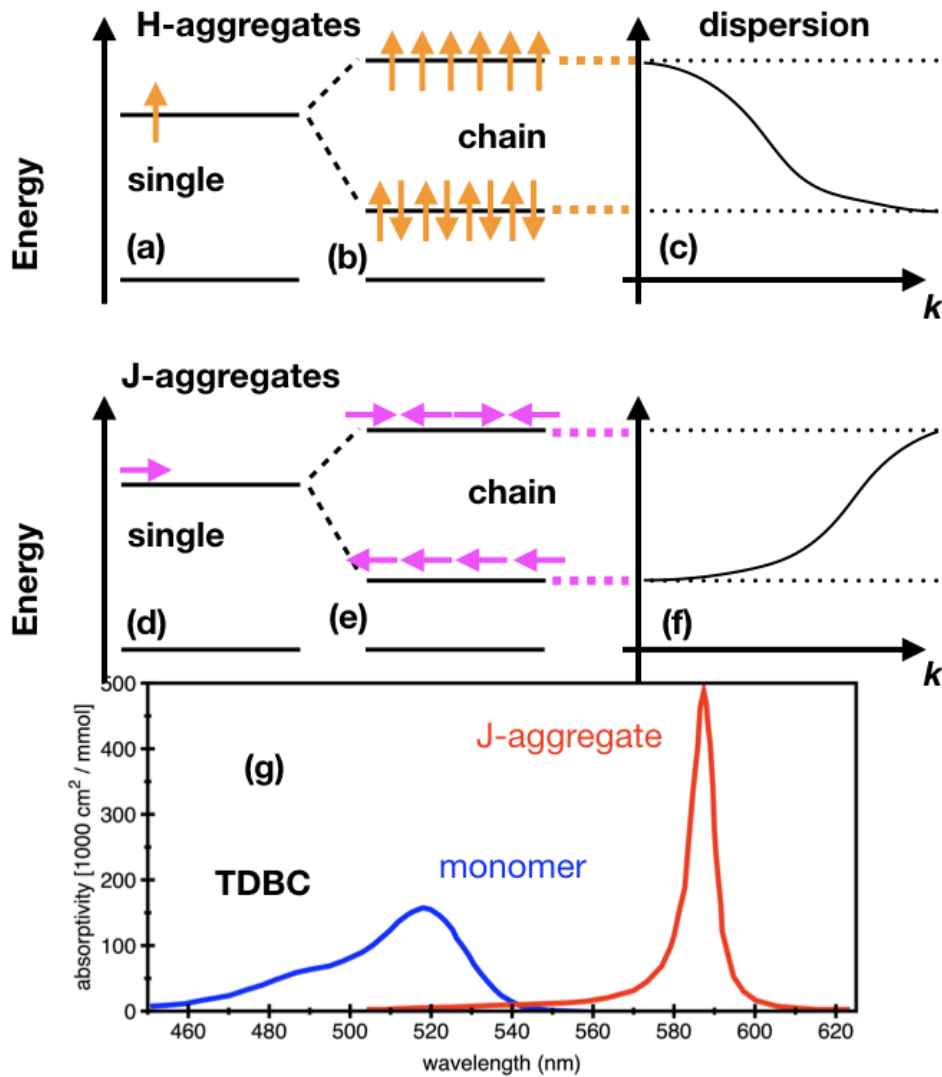 H-aggregates
dispersion
Energy
single
chain
(a)
(b)
(c)
k
J-aggregates
Energy
single
chain
(d)
(e)
(f)
k
absorptivity [1000 cm² / mmol]
500
400
300
200
100
0
(g)
J-aggregate
TDBC
monomer
460 480 500 520 540 560 580 600 620
wavelength (nm)